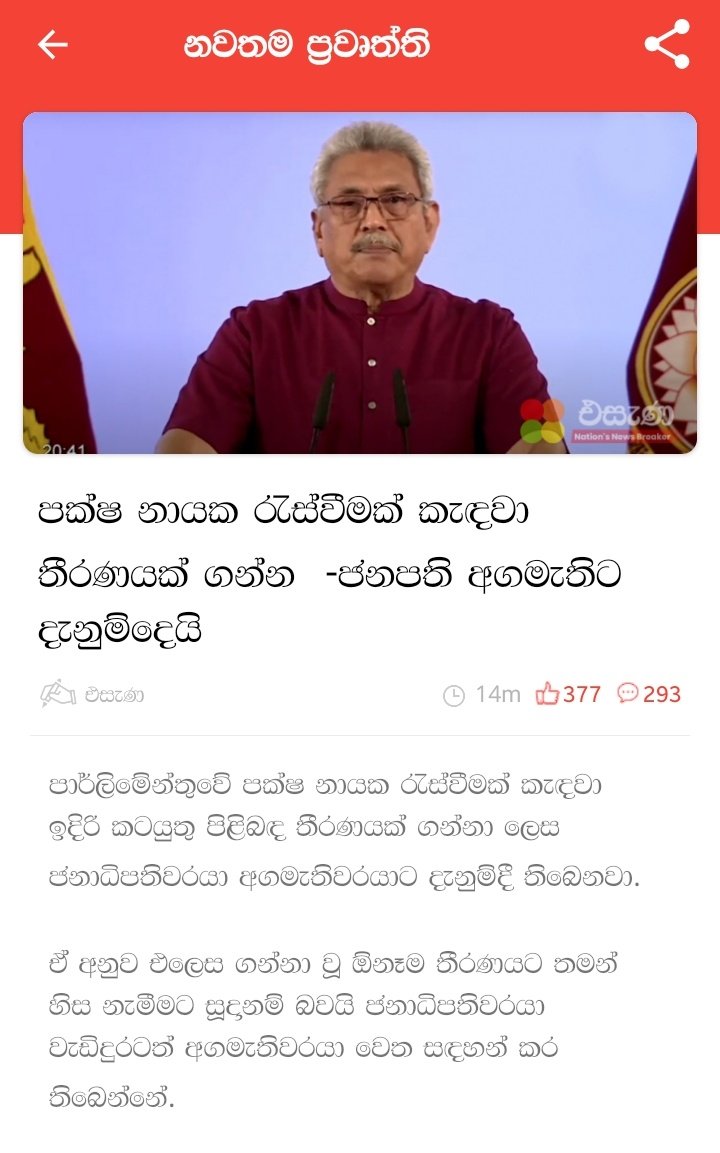 නවතම ප්‍රවෘත්ති
එසැණ
Nation's News Breaker
20:41
පක්ෂ නායක රැස්වීමක් කැඳවා
තීරණයක් ගන්න -ජනපති අගමැතිට
දැනුම්දෙයි
එසැණ 14m 377 293
පාර්ලිමේන්තුවේ පක්ෂ නායක රැස්වීමක් කැඳවා
ඉදිරි කටයුතු පිළිබඳ තීරණයක් ගන්නා ලෙස
ජනාධිපතිවරයා අගමැතිවරයාට දැනුම්දී තිබෙනවා.
ඒ අනුව එලෙස ගන්නා වූ ඕනෑම තීරණයට තමන්
හිස නැමීමට සූදානම් බවයි ජනාධිපතිවරයා
වැඩිදුරටත් අගමැතිවරයා වෙත සඳහන් කර
තිබෙන්නේ.